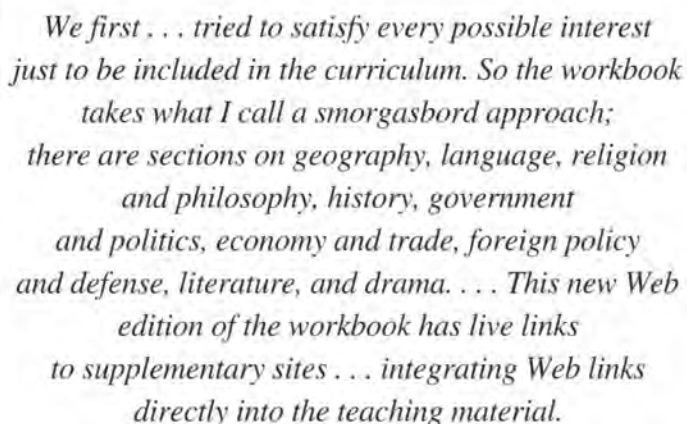 We first . . . tried to satisfy every possible interest
just to be included in the curriculum. So the workbook
takes what I call a smorgasbord approach;
there are sections on geography, language, religion
and philosophy, history, government
and politics, economy and trade, foreign policy
and defense, literature, and drama. . . . This new Web
edition of the workbook has live links
to supplementary sites . . . integrating Web links
directly into the teaching material.